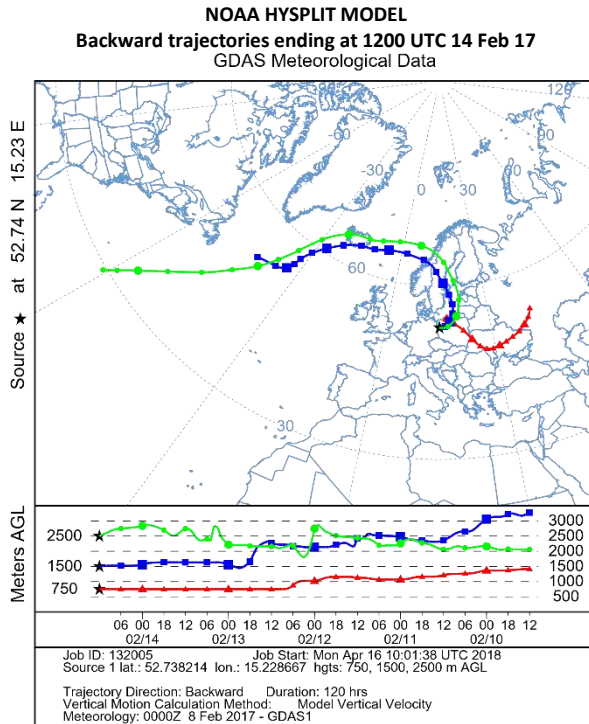 NOAA HYSPLIT MODEL
Backward trajectories ending at 1200 UTC 14 Feb 17
GDAS Meteorological Data
Source ★ at 52.74 N 15.23 E
120
90
-60
-60
-30
-30
0
30
60
60
30
Meters AGL
2500
1500
750
3000
2500
2000
1500
1000
500
06 00 18 12 06 00 18 12 06 00 18 12 06 00 18 12 06 00 18 12
02/14 02/13 02/12 02/11 02/10
Job ID: 132005 Job Start: Mon Apr 16 10:01:38 UTC 2018
Source 1 lat.: 52.738214 lon.: 15.228667 hgts: 750, 1500, 2500 m AGL
Trajectory Direction: Backward Duration: 120 hrs
Vertical Motion Calculation Method: Model Vertical Velocity
Meteorology: 0000Z 8 Feb 2017 - GDAS1